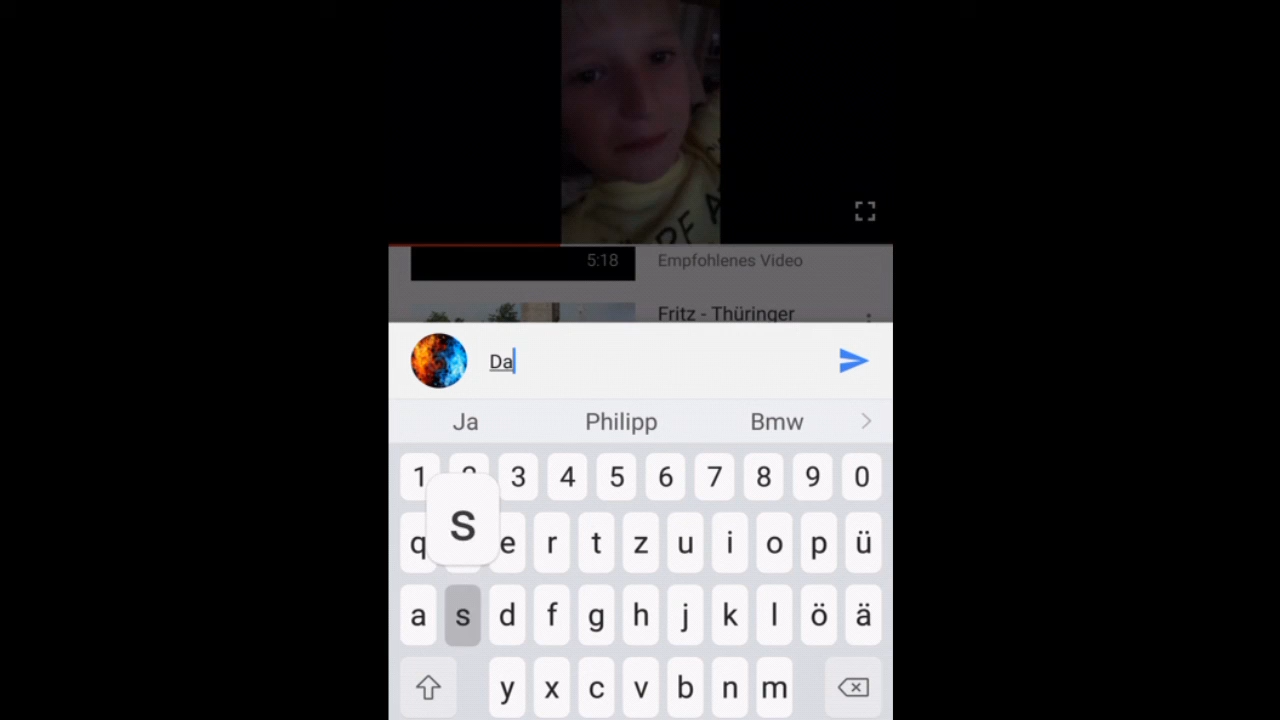 5:18
Empfohlenes Video
Fritz - Thüringer
Da
Ja Philipp Bmw
1 3 4 5 6 7 8 9 0
s
q e r t z u i o p ü
a s d f g h j k l ö ä
y x c v b n m